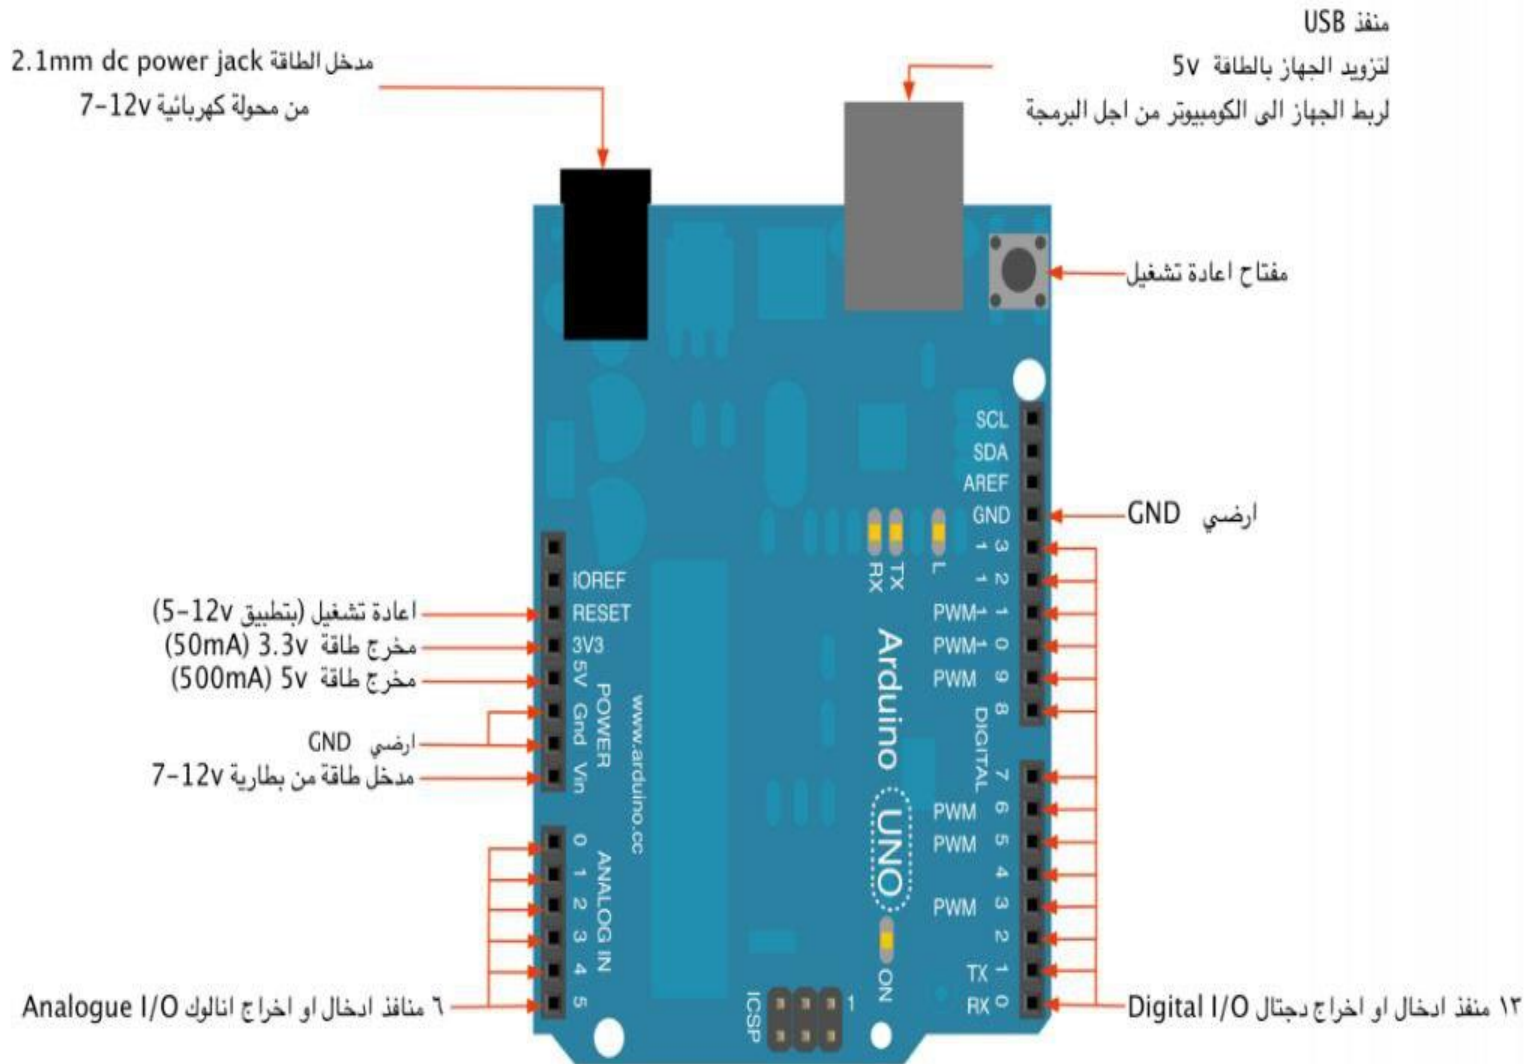 منفذ USB
لتزويد الجهاز بالطاقة 5v
لربط الجهاز الى الكومبيوتر من اجل البرمجة
مدخل الطاقة 2.1mm dc power jack
من محولة كهربائية 7-12v
مفتاح اعادة تشغيل
SCL
SDA
AREF
GND
ارضي GND
13
12
PWM 11
PWM 10
PWM 9
8
DIGITAL
7
PWM 6
PWM 5
4
PWM 3
2
TX 1
RX 0
١٣ منفذ ادخال او اخراج دجتال Digital I/O
RX
TX
L
Arduino
UNO
ON
ICSP
1
www.arduino.cc
IOREF
RESET
3V3
5V
Gnd
Vin
POWER
اعادة تشغيل (بتطبيق 5-12v)
مخرج طاقة 3.3v (50mA)
مخرج طاقة 5v (500mA)
ارضي GND
مدخل طاقة من بطارية 7-12v
0
1
2
3
4
5
ANALOG IN
٦ منافذ ادخال او اخراج انالوك Analogue I/O